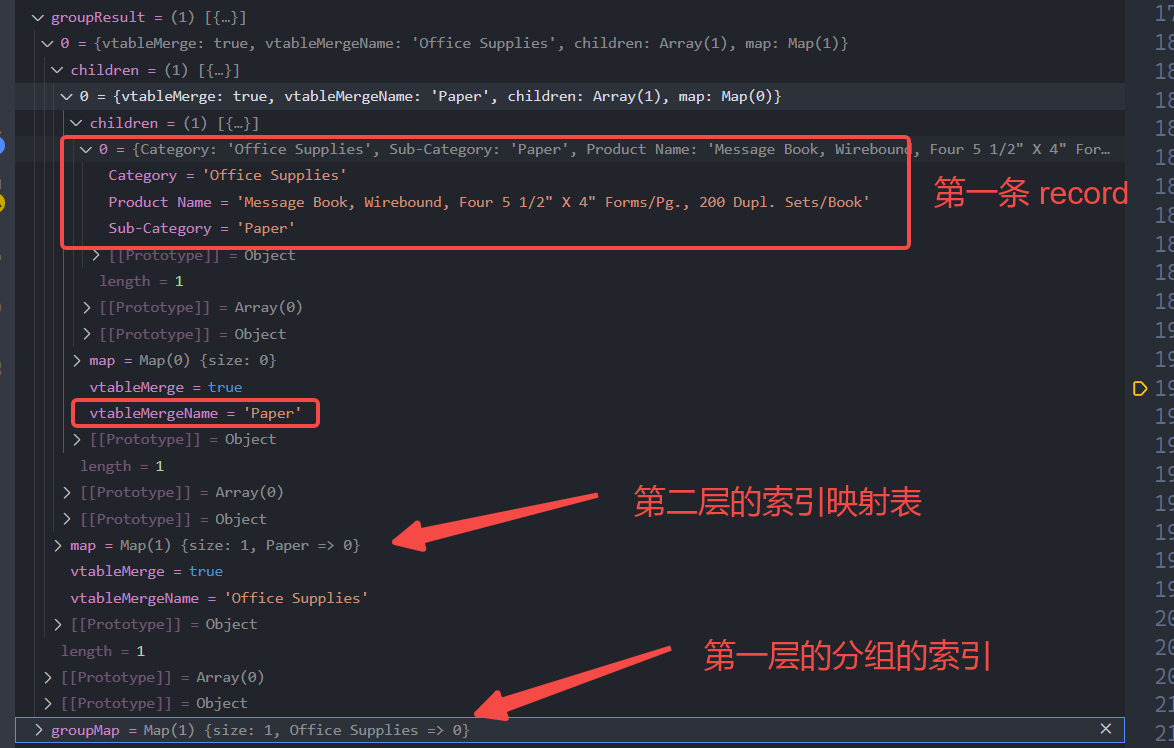 groupResult = (1) [{…}]
0 = {vtableMerge: true, vtableMergeName: 'Office Supplies', children: Array(1), map: Map(1)}
children = (1) [{…}]
0 = {vtableMerge: true, vtableMergeName: 'Paper', children: Array(1), map: Map(0)}
children = (1) [{…}]
0 = {Category: 'Office Supplies', Sub-Category: 'Paper', Product Name: 'Message Book, Wirebound, Four 5 1/2" X 4" For…
Category = 'Office Supplies'
第一条 record
Product Name = 'Message Book, Wirebound, Four 5 1/2" X 4" Forms/Pg., 200 Dupl. Sets/Book'
Sub-Category = 'Paper'
[[Prototype]] = Object
length = 1
[[Prototype]] = Array(0)
[[Prototype]] = Object
map = Map(0) {size: 0}
vtableMerge = true
vtableMergeName = 'Paper'
[[Prototype]] = Object
length = 1
[[Prototype]] = Array(0)
第二层的索引映射表
[[Prototype]] = Object
map = Map(1) {size: 1, Paper => 0}
vtableMerge = true
vtableMergeName = 'Office Supplies'
[[Prototype]] = Object
length = 1
第一层的分组的索引
[[Prototype]] = Array(0)
[[Prototype]] = Object
groupMap = Map(1) {size: 1, Office Supplies => 0}